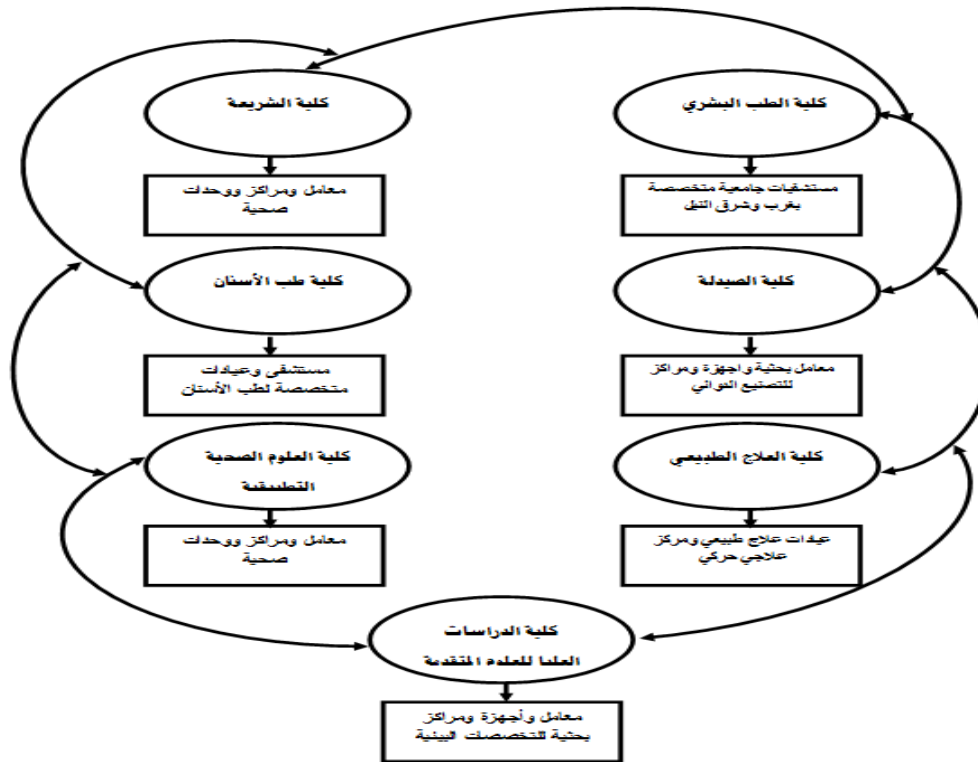 كلية الطب البشري
مستشفيات جامعية متخصصة
بغرب وشرق النيل
كلية الشريعة
معامل ومراكز ووحدات
صحية
كلية الصيدلة
معامل بحثية واجهزة ومراكز
للتصنيع الدوائي
كلية طب الأسنان
مستشفى وعيادات
متخصصة لطب الأسنان
كلية العلاج الطبيعي
عيادات علاج طبيعي ومركز
علاجي حركي
كلية العلوم الصحية
التطبيقية
معامل ومراكز ووحدات
صحية
كلية الدراسات
العليا للعلوم المتقدمة
معامل وأجهزة ومراكز
بحثية للتخصصات البينية